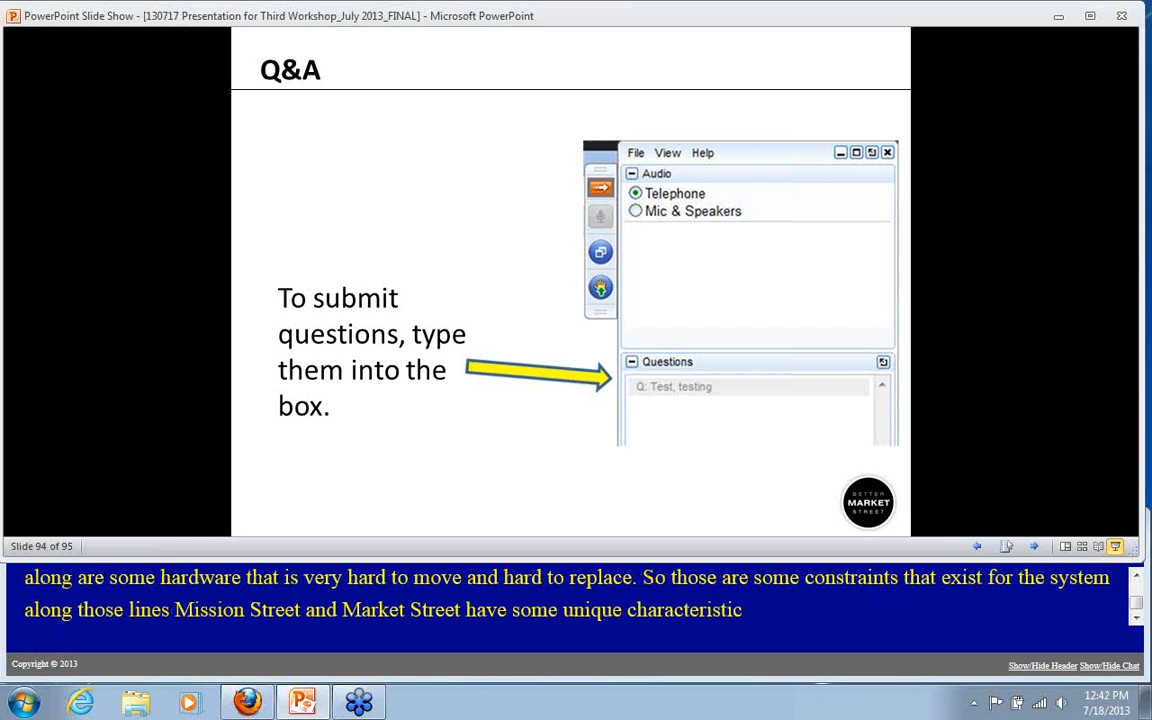 PowerPoint Slide Show - [130717 Presentation for Third Workshop_July 2013_FINAL] - Microsoft PowerPoint
Q&A
File View Help
Audio
Telephone
Mic & Speakers
To submit
questions, type
them into the
box.
Questions
Q: Test, testing
BETTER
MARKET
STREET
Slide 94 of 95
along are some hardware that is very hard to move and hard to replace. So those are some constraints that exist for the system
along those lines Mission Street and Market Street have some unique characteristic
Copyright © 2013
Show/Hide Header Show/Hide Chat
12:42 PM
7/18/2013